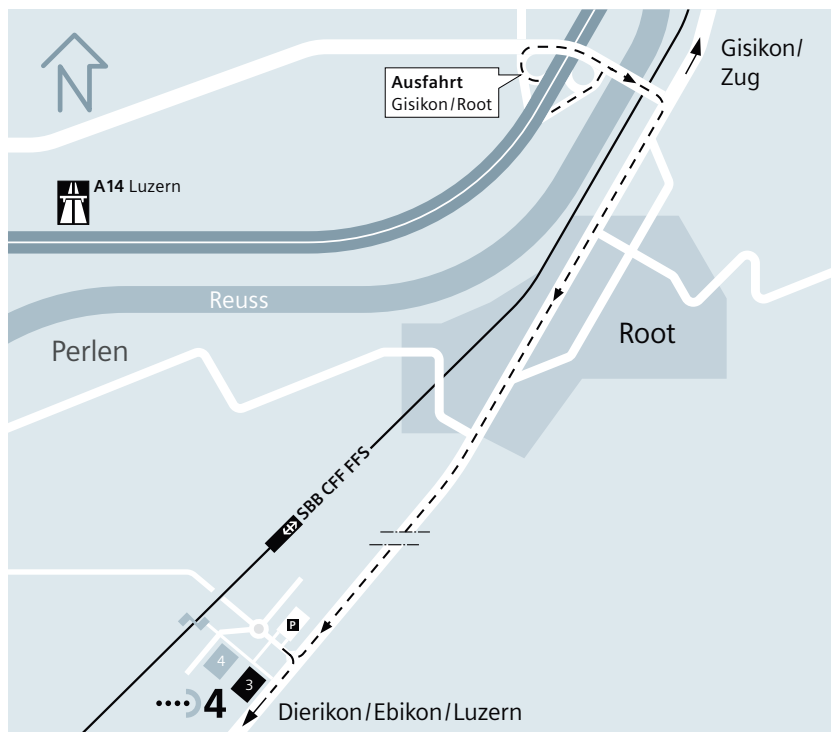 Gisikon/
Zug
N
Ausfahrt
Gisikon/Root
A14 Luzern
Reuss
Root
Perlen
SBB CFF FFS
P
4
3
4
Dierikon/Ebikon/Luzern